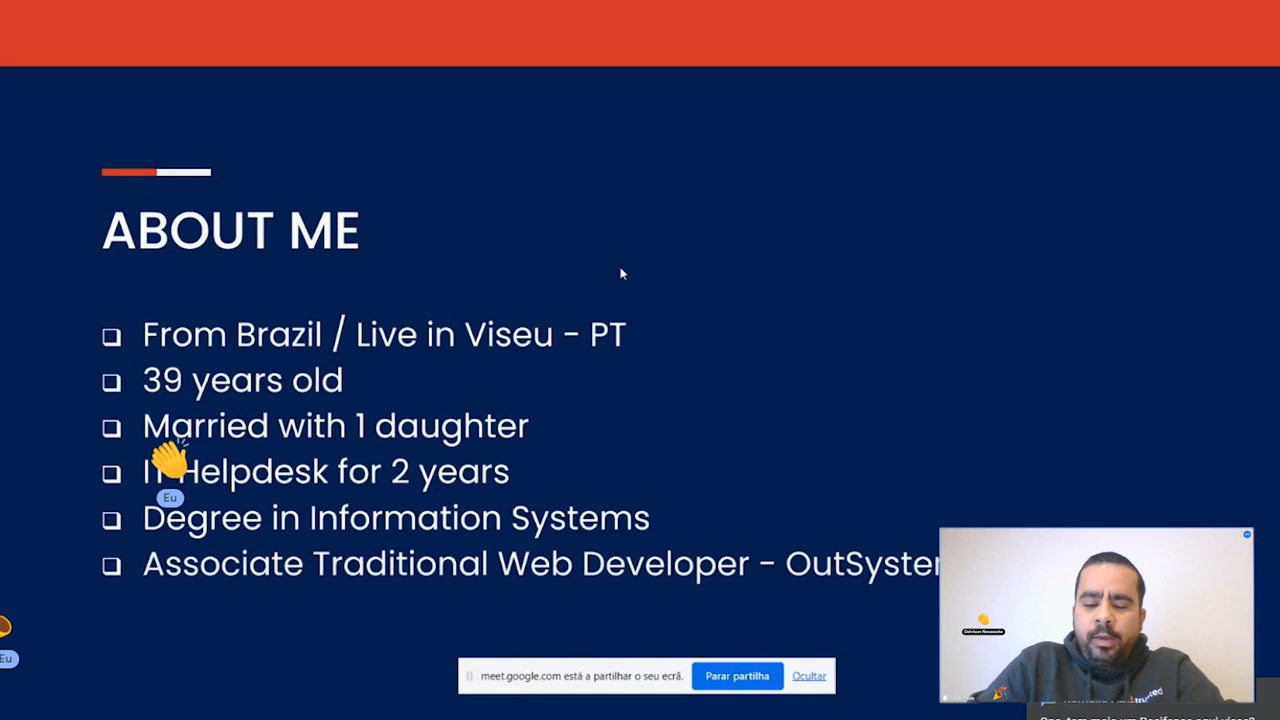 ABOUT ME
❑ From Brazil / Live in Viseu - PT
❑ 39 years old
❑ Married with 1 daughter
❑ IT Helpdesk for 2 years
Eu
❑ Degree in Information Systems
❑ Associate Traditional Web Developer - OutSystem
Eu
meet.google.com está a partilhar o seu ecrã. Parar partilha Ocultar